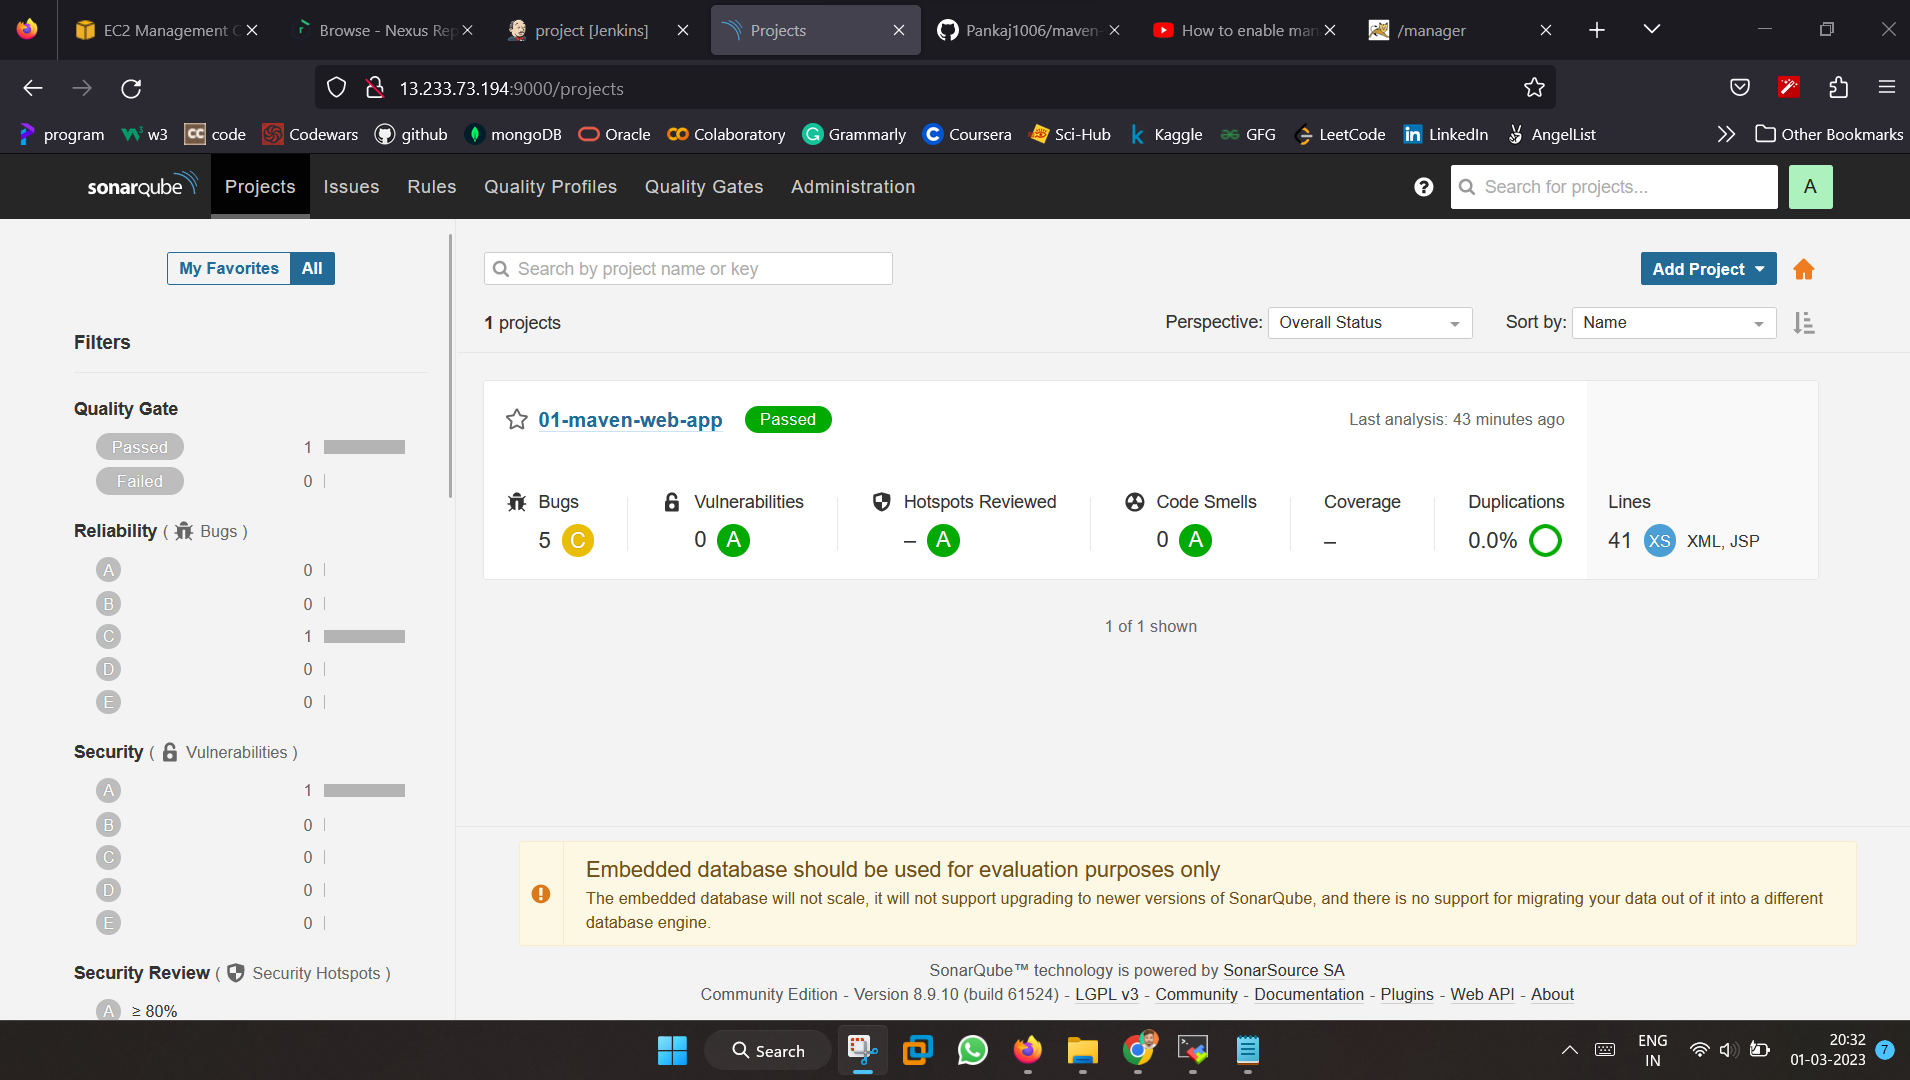 EC2 Management C
Browse - Nexus Rep
project [Jenkins]
Projects
Pankaj1006/maven-
How to enable man
/manager
13.233.73.194:9000/projects
program
w3
code
Codewars
github
mongoDB
Oracle
Colaboratory
Grammarly
Coursera
Sci-Hub
Kaggle
GFG
LeetCode
LinkedIn
AngelList
Other Bookmarks
sonarqube
Projects
Issues
Rules
Quality Profiles
Quality Gates
Administration
Search for projects...
A
My Favorites
All
Filters
Quality Gate
Passed 1
Failed 0
Reliability ( Bugs )
A 0
B 0
C 1
D 0
E 0
Security ( Vulnerabilities )
A 1
B 0
C 0
D 0
E 0
Security Review ( Security Hotspots )
A ≥ 80%
Search by project name or key
Add Project
1 projects
Perspective: Overall Status
Sort by: Name
01-maven-web-app Passed
Last analysis: 43 minutes ago
Bugs
5 C
Vulnerabilities
0 A
Hotspots Reviewed
– A
Code Smells
0 A
Coverage
–
Duplications
0.0%
Lines
41 XS XML, JSP
1 of 1 shown
Embedded database should be used for evaluation purposes only
The embedded database will not scale, it will not support upgrading to newer versions of SonarQube, and there is no support for migrating your data out of it into a different
database engine.
SonarQube™ technology is powered by SonarSource SA
Community Edition - Version 8.9.10 (build 61524) - LGPL v3 - Community - Documentation - Plugins - Web API - About
Search
ENG
IN
20:32
01-03-2023
7